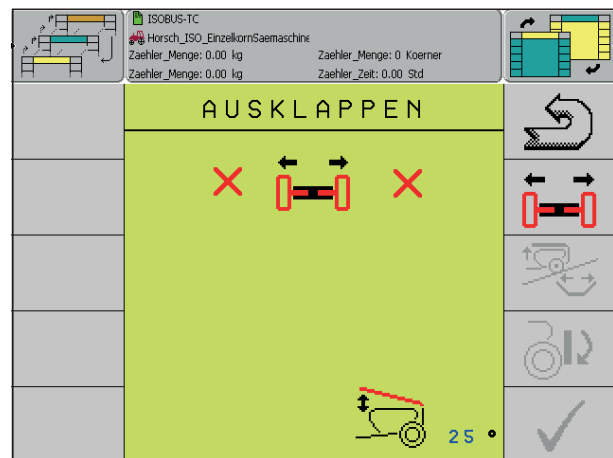 ISOBUS-TC
Horsch_ISO_EinzelkornSaemaschine
Zaehler_Menge: 0.00 kg Zaehler_Menge: 0 Koerner
Zaehler_Menge: 0.00 kg Zaehler_Zeit: 0.00 Std
AUSKLAPPEN
25 °